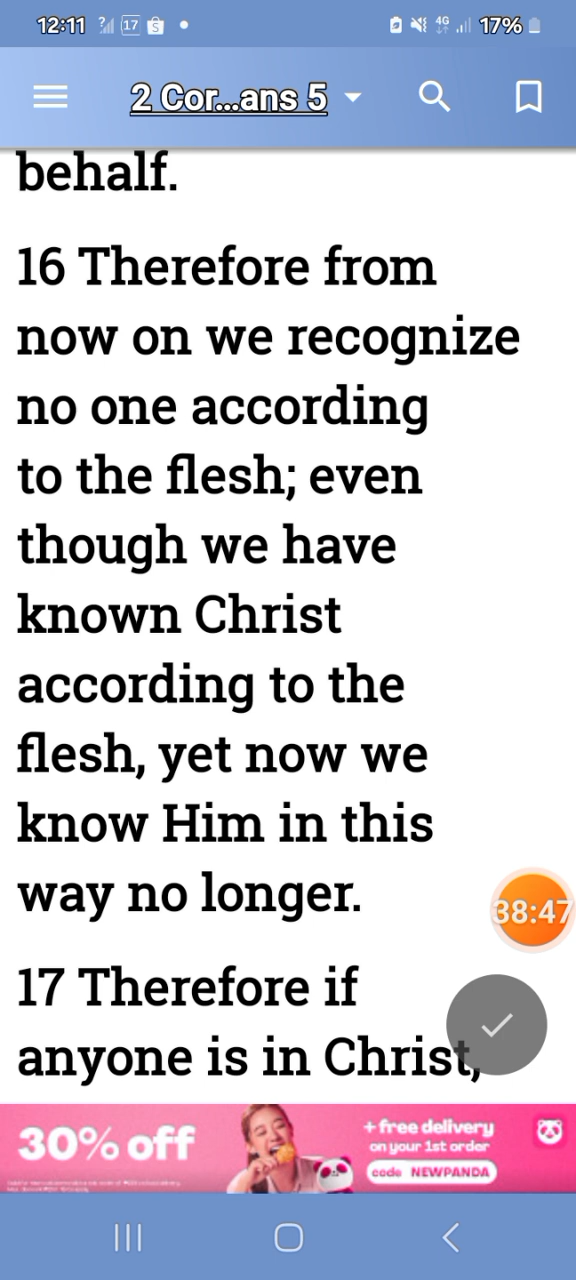 12:11
17
S
4G
17%
2 Cor...ans 5
behalf.
16 Therefore from
now on we recognize
no one according
to the flesh; even
though we have
known Christ
according to the
flesh, yet now we
know Him in this
way no longer.
38:47
17 Therefore if
anyone is in Christ,
30% off
+ free delivery
on your 1st order
code NEWPANDA